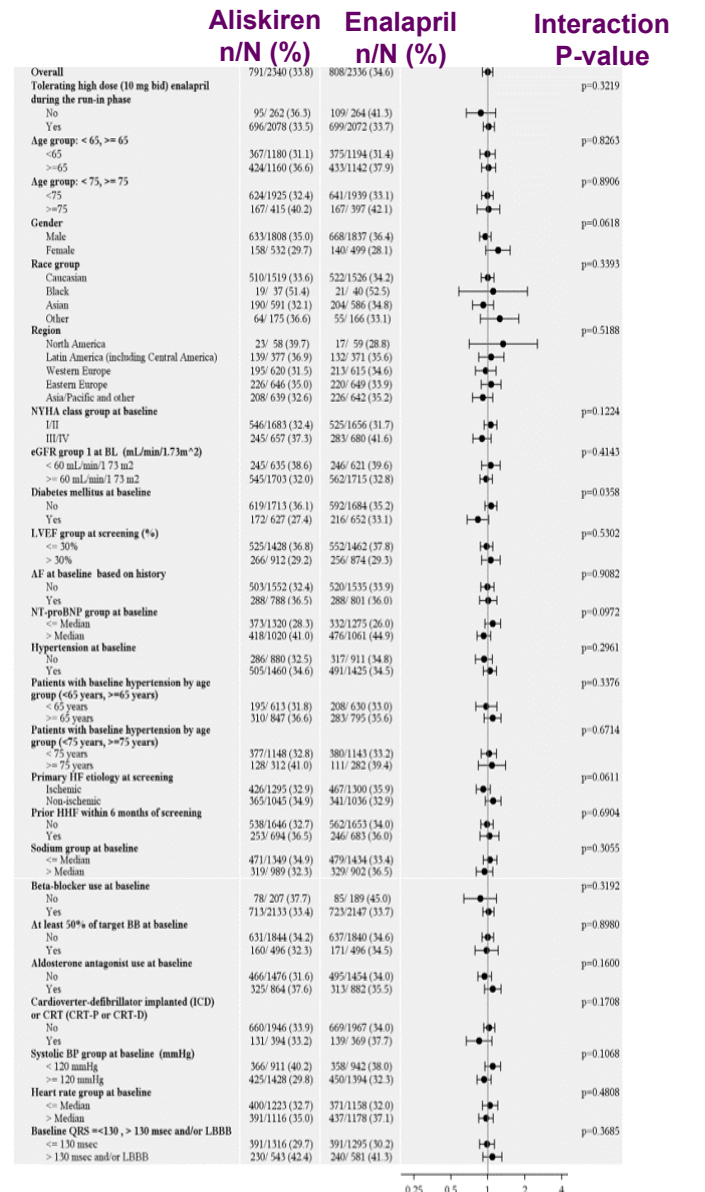 Aliskiren Enalapril Interaction
n/N (%) n/N (%) P-value
Overall 791/2340 (33.8) 808/2336 (34.6)
Tolerating high dose (10 mg bid) enalapril p=0.3219
during the run-in phase
No 95/ 262 (36.3) 109/ 264 (41.3)
Yes 696/2078 (33.5) 699/2072 (33.7)
Age group: < 65, >= 65 p=0.8263
<65 367/1180 (31.1) 375/1194 (31.4)
>=65 424/1160 (36.6) 433/1142 (37.9)
Age group: < 75, >= 75 p=0.8906
<75 624/1925 (32.4) 641/1939 (33.1)
>=75 167/ 415 (40.2) 167/ 397 (42.1)
Gender p=0.0618
Male 633/1808 (35.0) 668/1837 (36.4)
Female 158/ 532 (29.7) 140/ 499 (28.1)
Race group p=0.3393
Caucasian 510/1519 (33.6) 522/1526 (34.2)
Black 19/ 37 (51.4) 21/ 40 (52.5)
Asian 190/ 591 (32.1) 204/ 586 (34.8)
Other 64/ 175 (36.6) 55/ 166 (33.1)
Region p=0.5188
North America 23/ 58 (39.7) 17/ 59 (28.8)
Latin America (including Central America) 139/ 377 (36.9) 132/ 371 (35.6)
Western Europe 195/ 620 (31.5) 213/ 615 (34.6)
Eastern Europe 226/ 646 (35.0) 220/ 649 (33.9)
Asia/Pacific and other 208/ 639 (32.6) 226/ 642 (35.2)
NYHA class group at baseline p=0.1224
I/II 546/1683 (32.4) 525/1656 (31.7)
III/IV 245/ 657 (37.3) 283/ 680 (41.6)
eGFR group 1 at BL (mL/min/1.73m^2) p=0.4143
< 60 mL/min/1 73 m2 245/ 635 (38.6) 246/ 621 (39.6)
>= 60 mL/min/1 73 m2 545/1703 (32.0) 562/1715 (32.8)
Diabetes mellitus at baseline p=0.0358
No 619/1713 (36.1) 592/1684 (35.2)
Yes 172/ 627 (27.4) 216/ 652 (33.1)
LVEF group at screening (%) p=0.5302
<= 30% 525/1428 (36.8) 552/1462 (37.8)
> 30% 266/ 912 (29.2) 256/ 874 (29.3)
AF at baseline based on history p=0.9082
No 503/1552 (32.4) 520/1535 (33.9)
Yes 288/ 788 (36.5) 288/ 801 (36.0)
NT-proBNP group at baseline p=0.0972
<= Median 373/1320 (28.3) 332/1275 (26.0)
> Median 418/1020 (41.0) 476/1061 (44.9)
Hypertension at baseline p=0.2961
No 286/ 880 (32.5) 317/ 911 (34.8)
Yes 505/1460 (34.6) 491/1425 (34.5)
Patients with baseline hypertension by age p=0.3376
group (<65 years, >=65 years)
< 65 years 195/ 613 (31.8) 208/ 630 (33.0)
>= 65 years 310/ 847 (36.6) 283/ 795 (35.6)
Patients with baseline hypertension by age p=0.6714
group (<75 years, >=75 years)
< 75 years 377/1148 (32.8) 380/1143 (33.2)
>= 75 years 128/ 312 (41.0) 111/ 282 (39.4)
Primary HF etiology at screening p=0.0611
Ischemic 426/1295 (32.9) 467/1300 (35.9)
Non-ischemic 365/1045 (34.9) 341/1036 (32.9)
Prior HHF within 6 months of screening p=0.6904
No 538/1646 (32.7) 562/1653 (34.0)
Yes 253/ 694 (36.5) 246/ 683 (36.0)
Sodium group at baseline p=0.3055
<= Median 471/1349 (34.9) 479/1434 (33.4)
> Median 319/ 989 (32.3) 329/ 902 (36.5)
Beta-blocker use at baseline p=0.3192
No 78/ 207 (37.7) 85/ 189 (45.0)
Yes 713/2133 (33.4) 723/2147 (33.7)
At least 50% of target BB at baseline p=0.8980
No 631/1844 (34.2) 637/1840 (34.6)
Yes 160/ 496 (32.3) 171/ 496 (34.5)
Aldosterone antagonist use at baseline p=0.1600
No 466/1476 (31.6) 495/1454 (34.0)
Yes 325/ 864 (37.6) 313/ 882 (35.5)
Cardioverter-defibrillator implanted (ICD) p=0.1708
or CRT (CRT-P or CRT-D)
No 660/1946 (33.9) 669/1967 (34.0)
Yes 131/ 394 (33.2) 139/ 369 (37.7)
Systolic BP group at baseline (mmHg) p=0.1068
< 120 mmHg 366/ 911 (40.2) 358/ 942 (38.0)
>= 120 mmHg 425/1428 (29.8) 450/1394 (32.3)
Heart rate group at baseline p=0.4808
<= Median 400/1223 (32.7) 371/1158 (32.0)
> Median 391/1116 (35.0) 437/1178 (37.1)
Baseline QRS =<130 , > 130 msec and/or LBBB p=0.3685
<= 130 msec 391/1316 (29.7) 391/1295 (30.2)
> 130 msec and/or LBBB 230/ 543 (42.4) 240/ 581 (41.3)
0.25 0.5 1 2 4